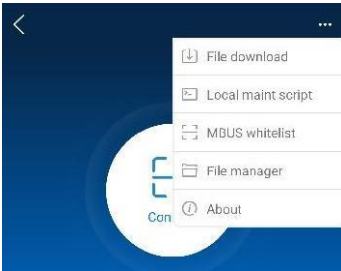 File download
Local maint script
MBUS whitelist
File manager
About
Con